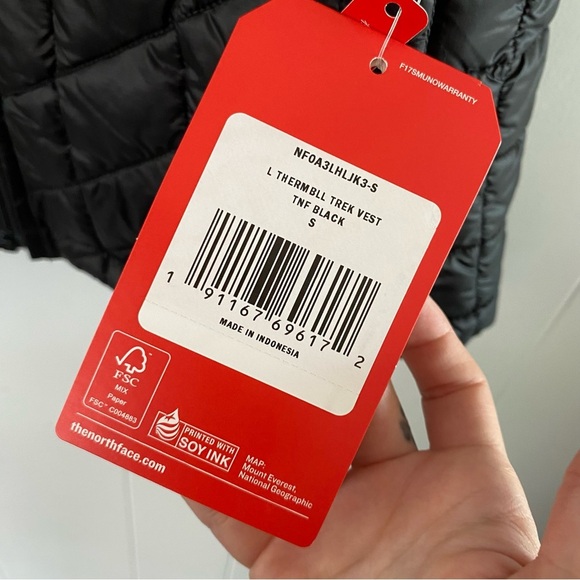 F17SMUNOWARRANTY
NF0A3LHLJK3-S
L THERMBLL TREK VEST
TNF BLACK
S
1 91167 69617 2
MADE IN INDONESIA
FSC
MIX
Paper
FSC™ C004883
PRINTED WITH
SOY INK
MAP:
Mount Everest,
National Geographic
thenorthface.com